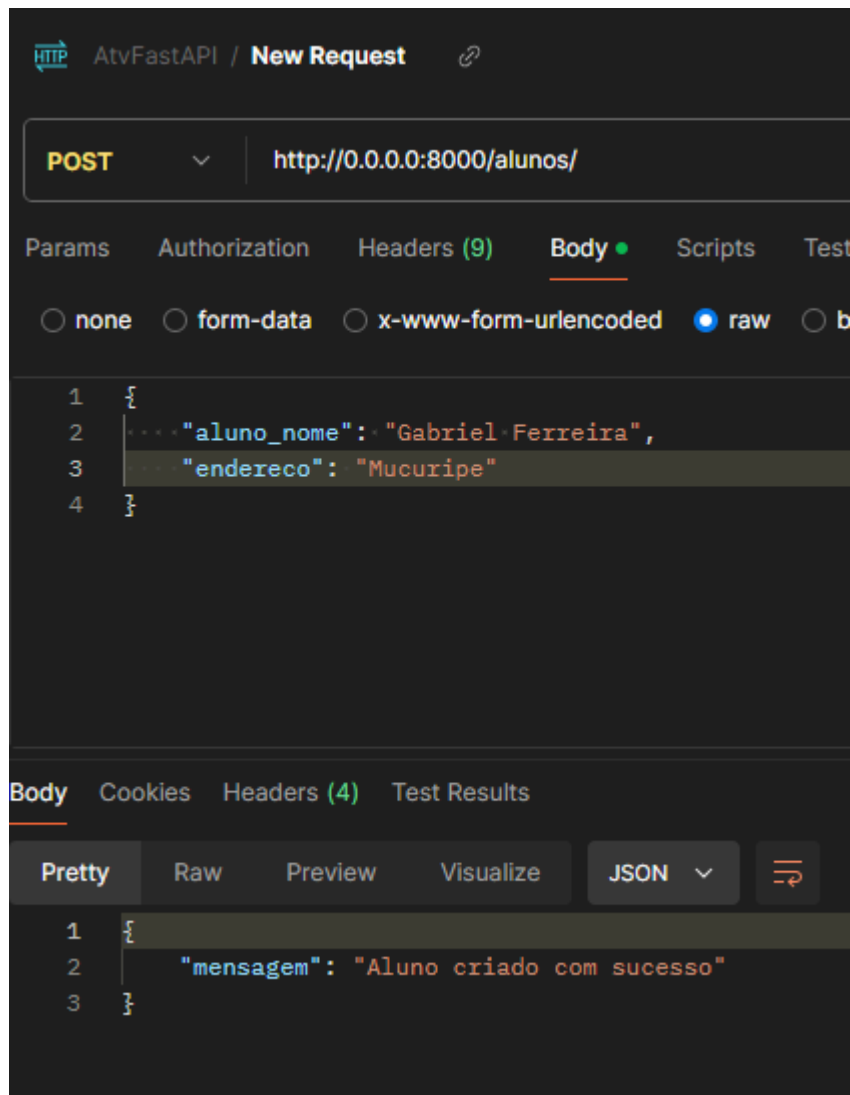 HTTP AtvFastAPI / New Request
POST http://0.0.0.0:8000/alunos/
Params Authorization Headers (9) Body Scripts Test
none form-data x-www-form-urlencoded raw b
1 {
2 ····"aluno_nome":·"Gabriel·Ferreira",
3 ····"endereco":·"Mucuripe"
4 }
Body Cookies Headers (4) Test Results
Pretty Raw Preview Visualize JSON
1 {
2 "mensagem": "Aluno criado com sucesso"
3 }